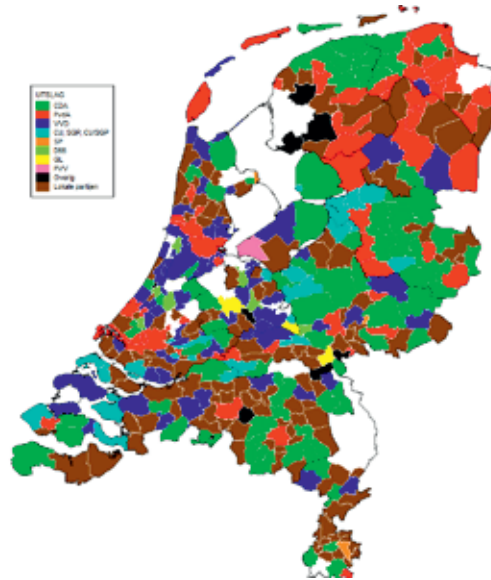 UITSLAG
CDA
PvdA
VVD
CU, SGP, CU/SGP
SP
D66
GL
PVV
Overig
Lokale partijen